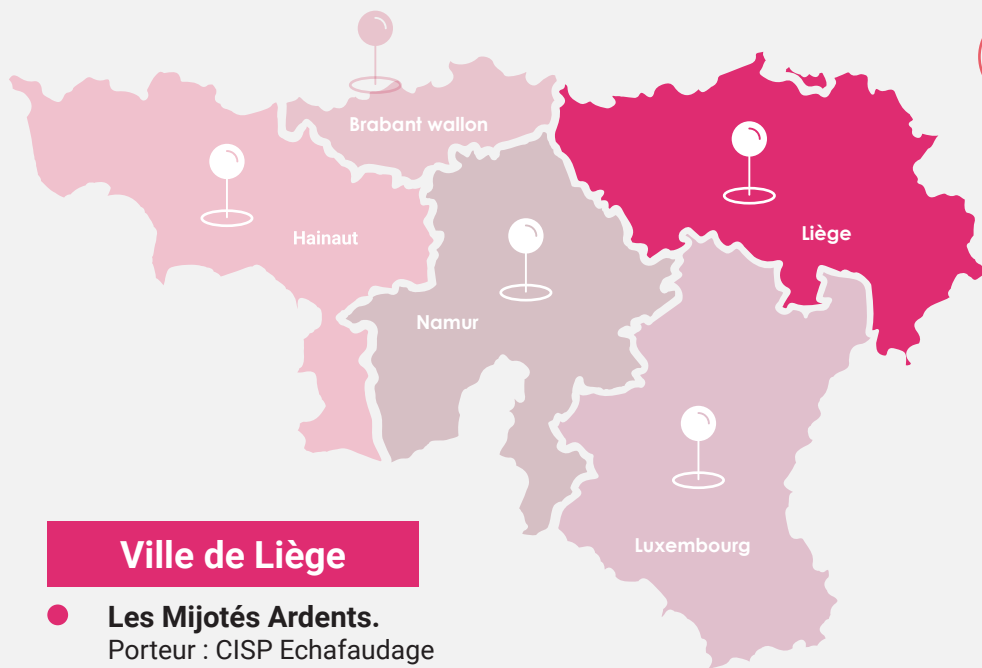 Brabant wallon
Hainaut
Liège
Namur
Luxembourg
Ville de Liège
Les Mijotés Ardents.
Porteur : CISP Echafaudage